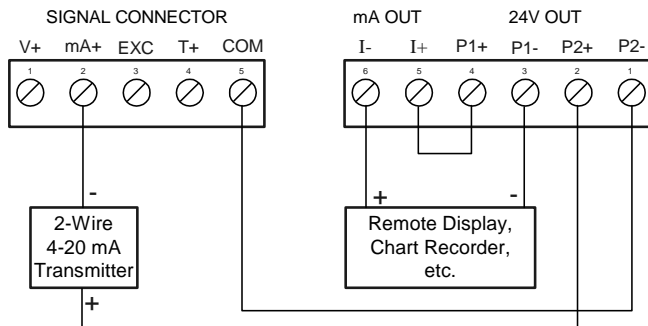 SIGNAL CONNECTOR
mA OUT 24V OUT
V+ mA+ EXC T+ COM
I- I+ P1+ P1- P2+ P2-
1 2 3 4 5
6 5 4 3 2 1
-
2-Wire
4-20 mA
Transmitter
+
+ -
Remote Display,
Chart Recorder,
etc.